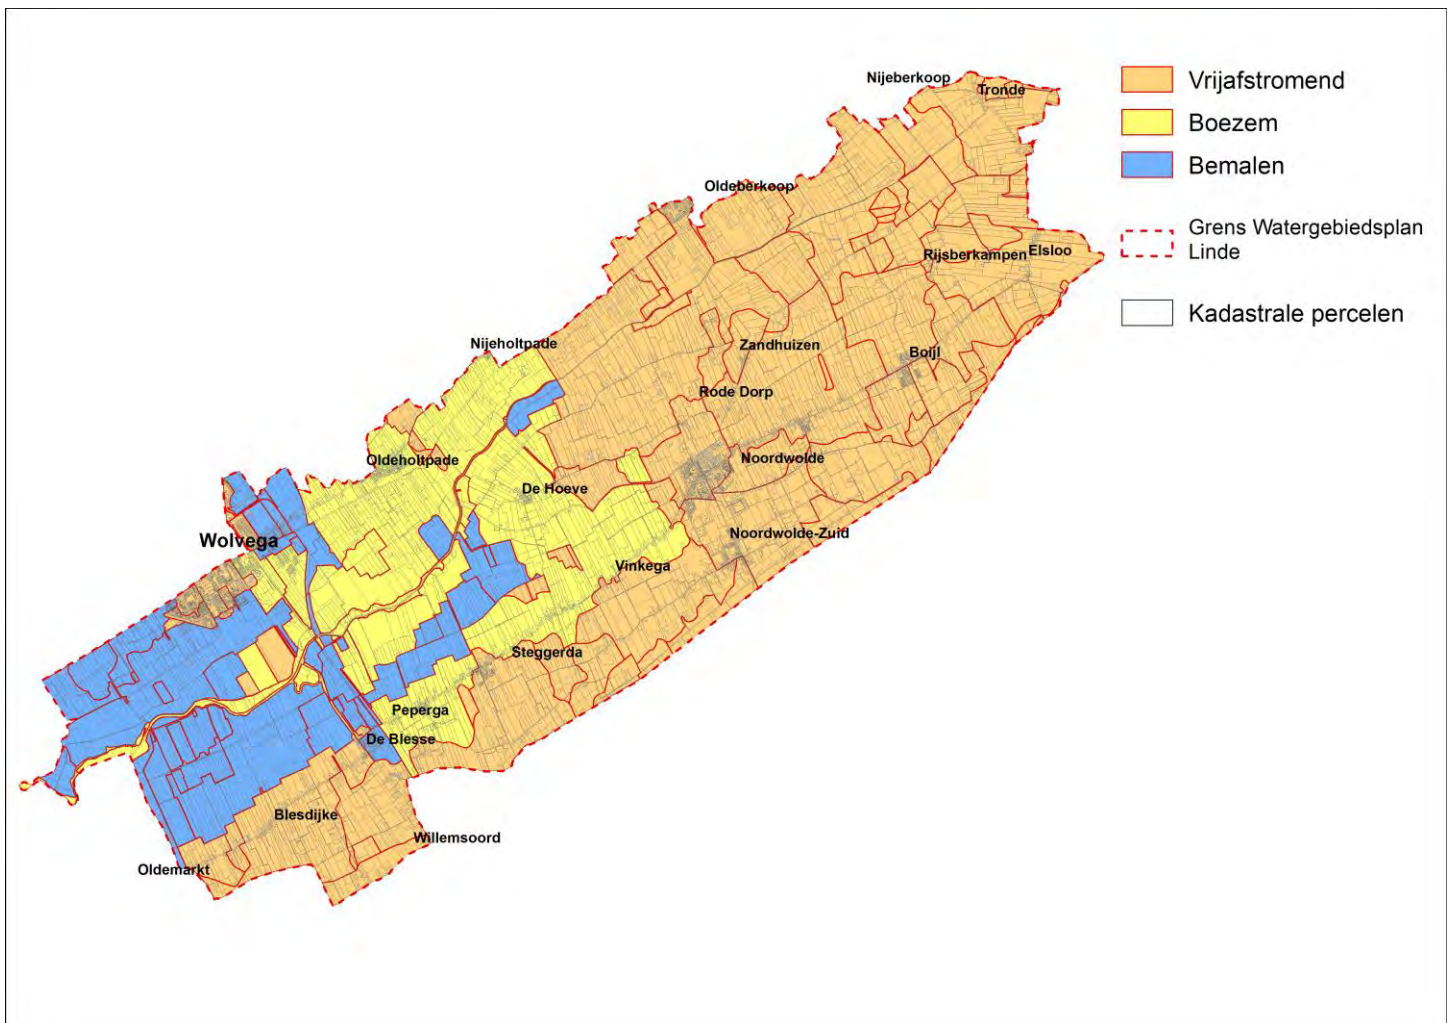 Nijeberkoop
Tronde
Vrijafstromend
Boezem
Bemalen
Grens Watergebiedsplan
Linde
Kadastrale percelen
Oldeberkoop
Rijsberkampen
Elsloo
Nijeholtpade
Zandhuizen
Boijl
Rode Dorp
Oldeholtpade
Noordwolde
De Hoeve
Wolvega
Noordwolde-Zuid
Vinkega
Steggerda
Peperga
De Blesse
Blesdijke
Willemsoord
Oldemarkt